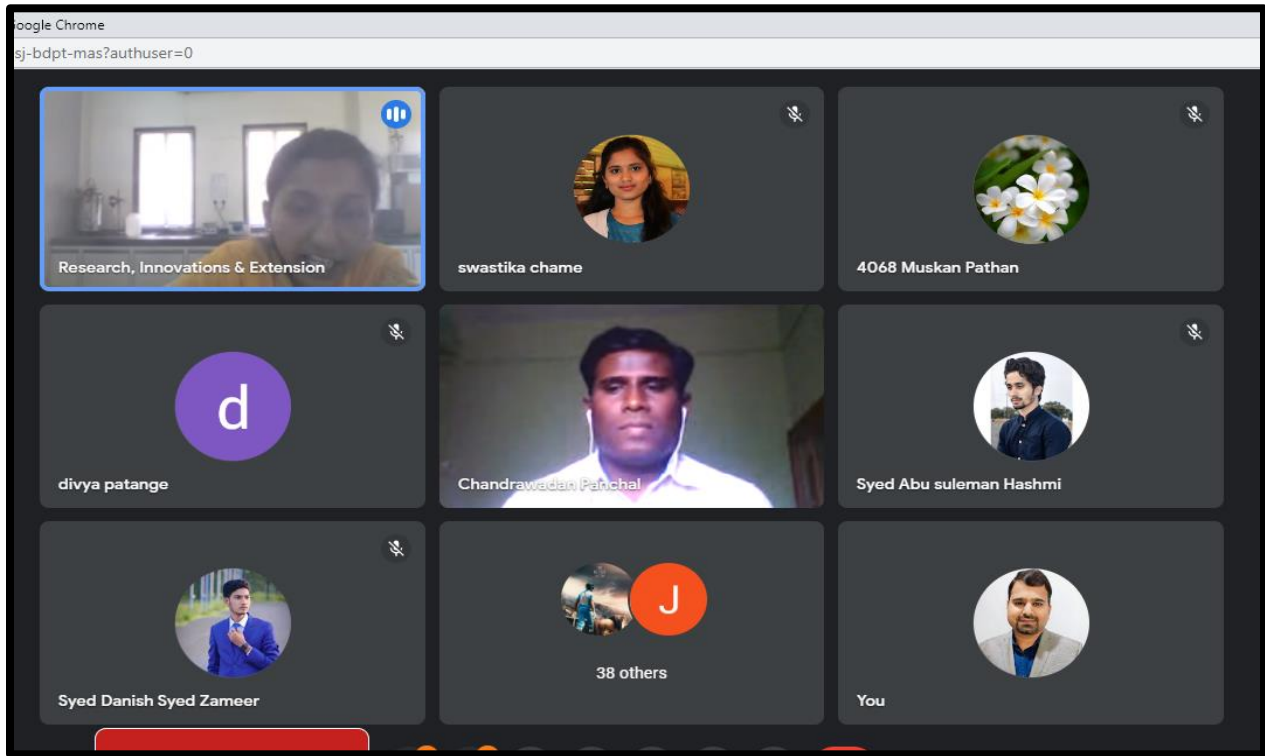 oogle Chrome
sj-bdpt-mas?authuser=0
Research, Innovations & Extension
swastika chame
4068 Muskan Pathan
d
divya patange
Chandrawadan Panchal
Syed Abu suleman Hashmi
Syed Danish Syed Zameer
J
38 others
You